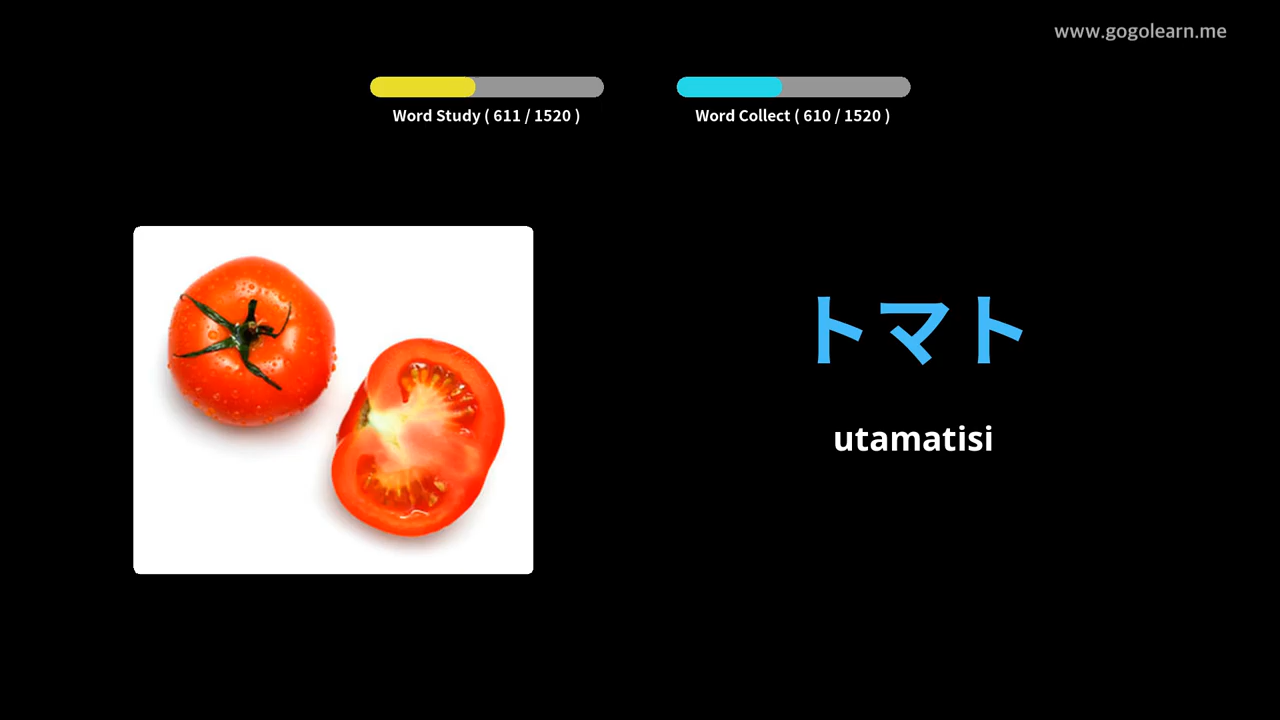 www.gogolearn.me
Word Study ( 611 / 1520 )
Word Collect ( 610 / 1520 )
トマト
utamatisi